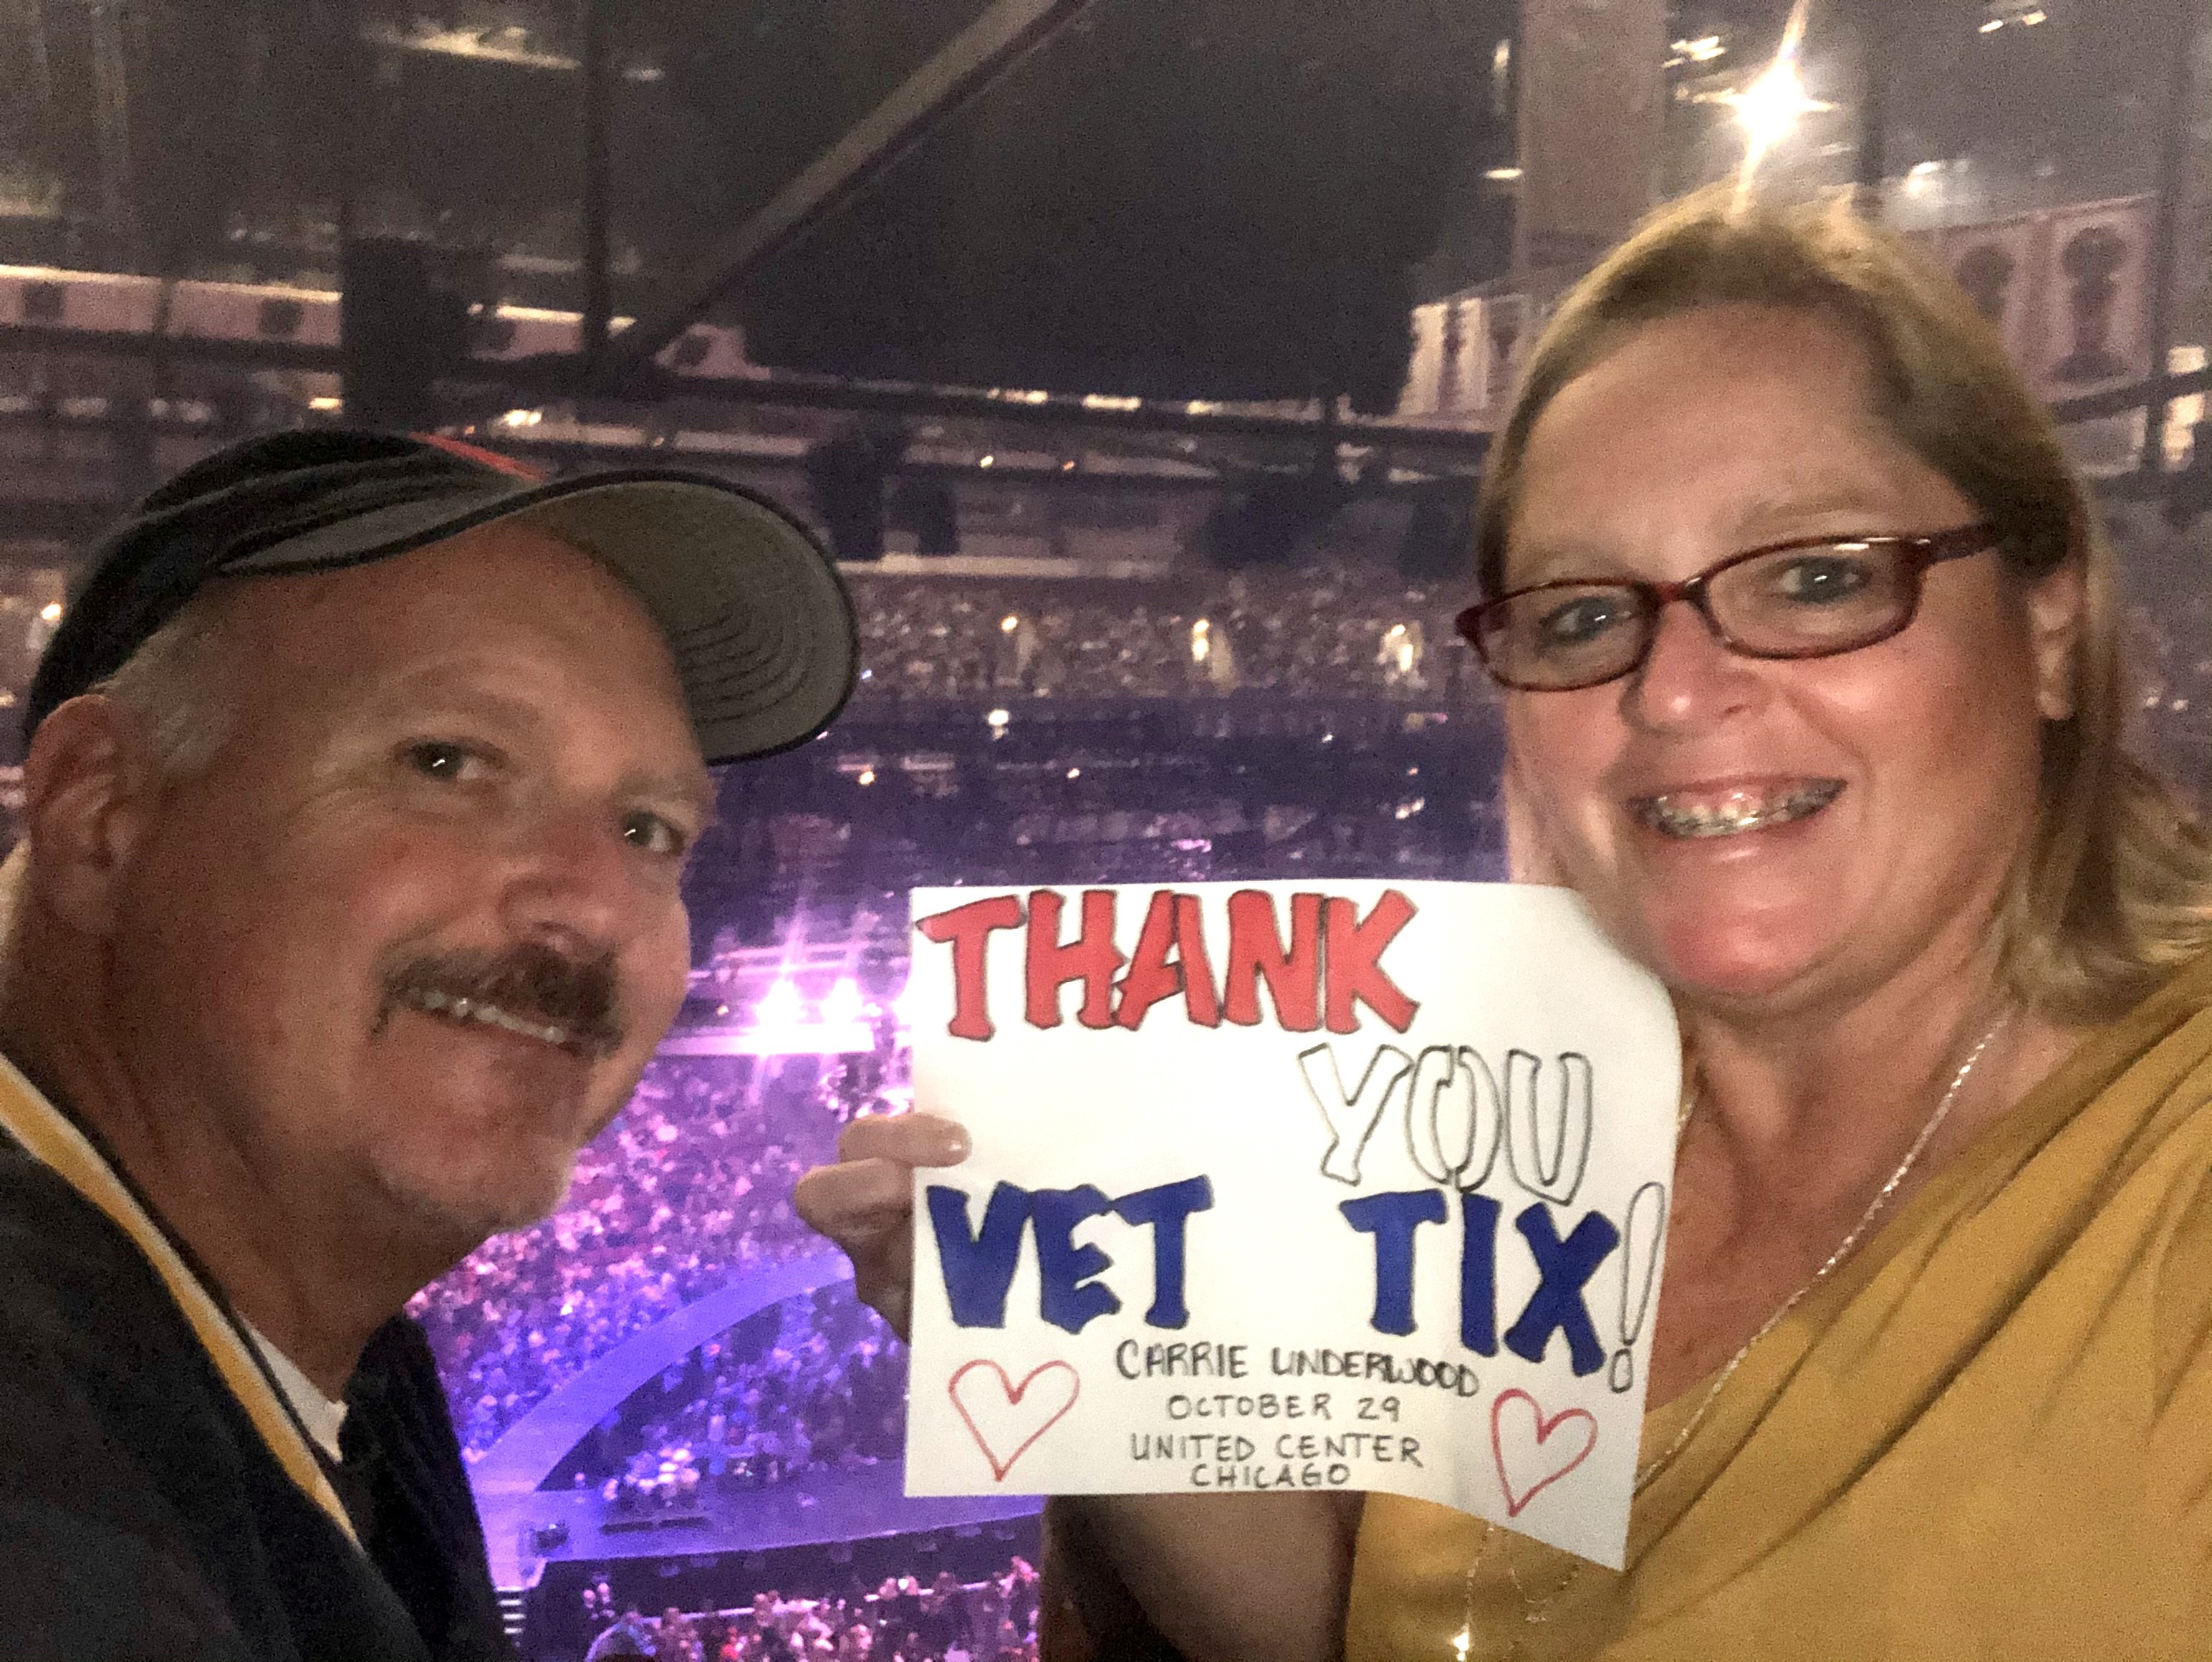 THANK
YOU
VET TIX!
CARRIE UNDERWOOD
OCTOBER 29
UNITED CENTER
CHICAGO